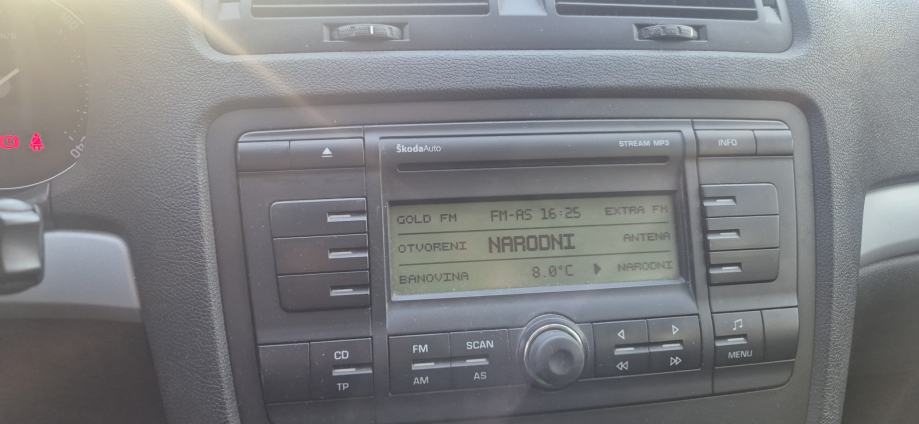 ŠkodaAuto STREAM MP3 INFO
GOLD FM FM-AS 16:25 EXTRA FM
OTVORENI NARODNI ANTENA
BANOVINA 8.0°C NARODNI
CD FM SCAN
TP AM AS MENU